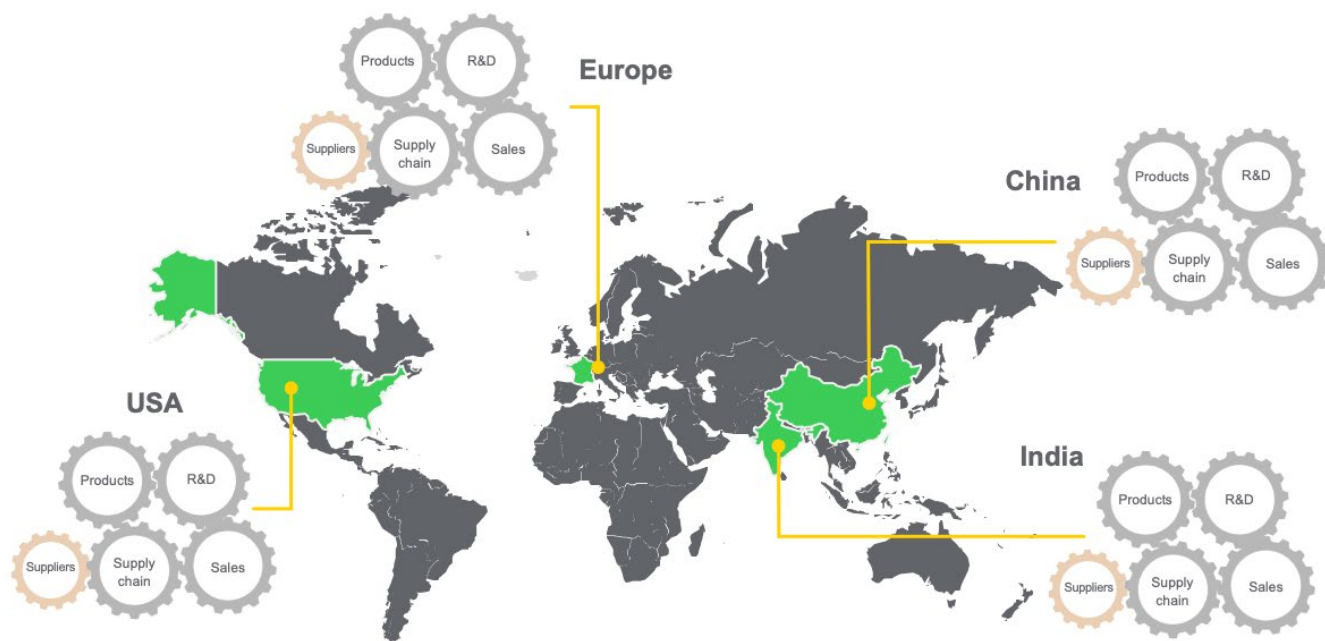 Europe
Products
R&D
Suppliers
Supply
chain
Sales
China
Products
R&D
Suppliers
Supply
chain
Sales
USA
Products
R&D
Suppliers
Supply
chain
Sales
India
Products
R&D
Suppliers
Supply
chain
Sales